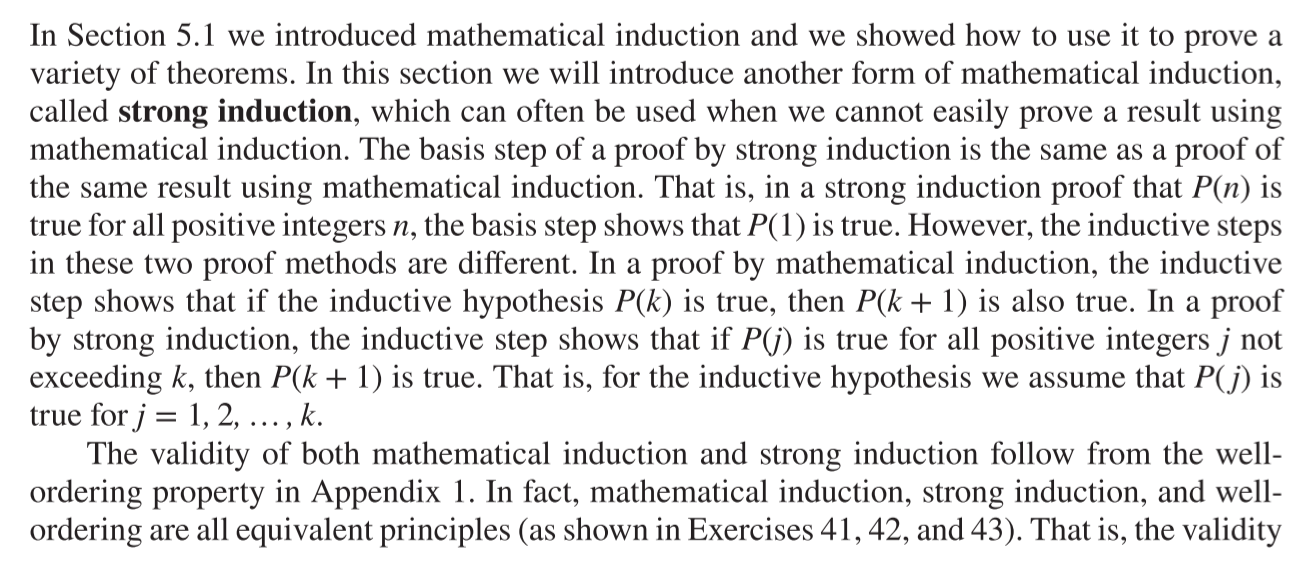 In Section 5.1 we introduced mathematical induction and we showed how to use it to prove a
variety of theorems. In this section we will introduce another form of mathematical induction,
called strong induction, which can often be used when we cannot easily prove a result using
mathematical induction. The basis step of a proof by strong induction is the same as a proof of
the same result using mathematical induction. That is, in a strong induction proof that P(n) is
true for all positive integers n, the basis step shows that P(1) is true. However, the inductive steps
in these two proof methods are different. In a proof by mathematical induction, the inductive
step shows that if the inductive hypothesis P(k) is true, then P(k + 1) is also true. In a proof
by strong induction, the inductive step shows that if P(j) is true for all positive integers j not
exceeding k, then P(k + 1) is true. That is, for the inductive hypothesis we assume that P(j) is
true for j = 1, 2, … , k.
The validity of both mathematical induction and strong induction follow from the well-
ordering property in Appendix 1. In fact, mathematical induction, strong induction, and well-
ordering are all equivalent principles (as shown in Exercises 41, 42, and 43). That is, the validity